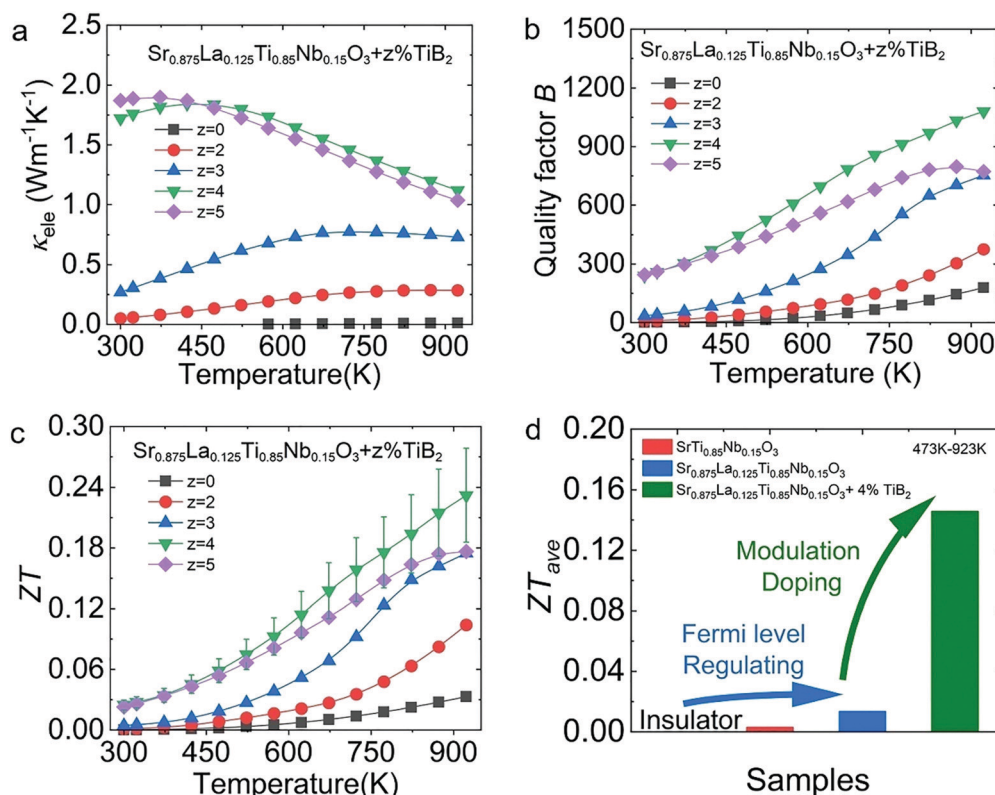 a
Sr0.875La0.125Ti0.85Nb0.15O3+z%TiB2
κele (Wm-1K-1)
2.5
2.0
1.5
1.0
0.5
0.0
z=0
z=2
z=3
z=4
z=5
300 450 600 750 900
Temperature(K)
b
Sr0.875La0.125Ti0.85Nb0.15O3+z%TiB2
Quality factor B
1500
1200
900
600
300
0
z=0
z=2
z=3
z=4
z=5
300 450 600 750 900
Temperature (K)
c
Sr0.875La0.125Ti0.85Nb0.15O3+z%TiB2
ZT
0.30
0.24
0.18
0.12
0.06
0.00
z=0
z=2
z=3
z=4
z=5
300 450 600 750 900
Temperature(K)
d
ZTave
0.20
0.16
0.12
0.08
0.04
0.00
SrTi0.85Nb0.15O3
473K-923K
Sr0.875La0.125Ti0.85Nb0.15O3
Sr0.875La0.125Ti0.85Nb0.15O3+ 4% TiB2
Modulation
Doping
Fermi level
Regulating
Insulator
Samples